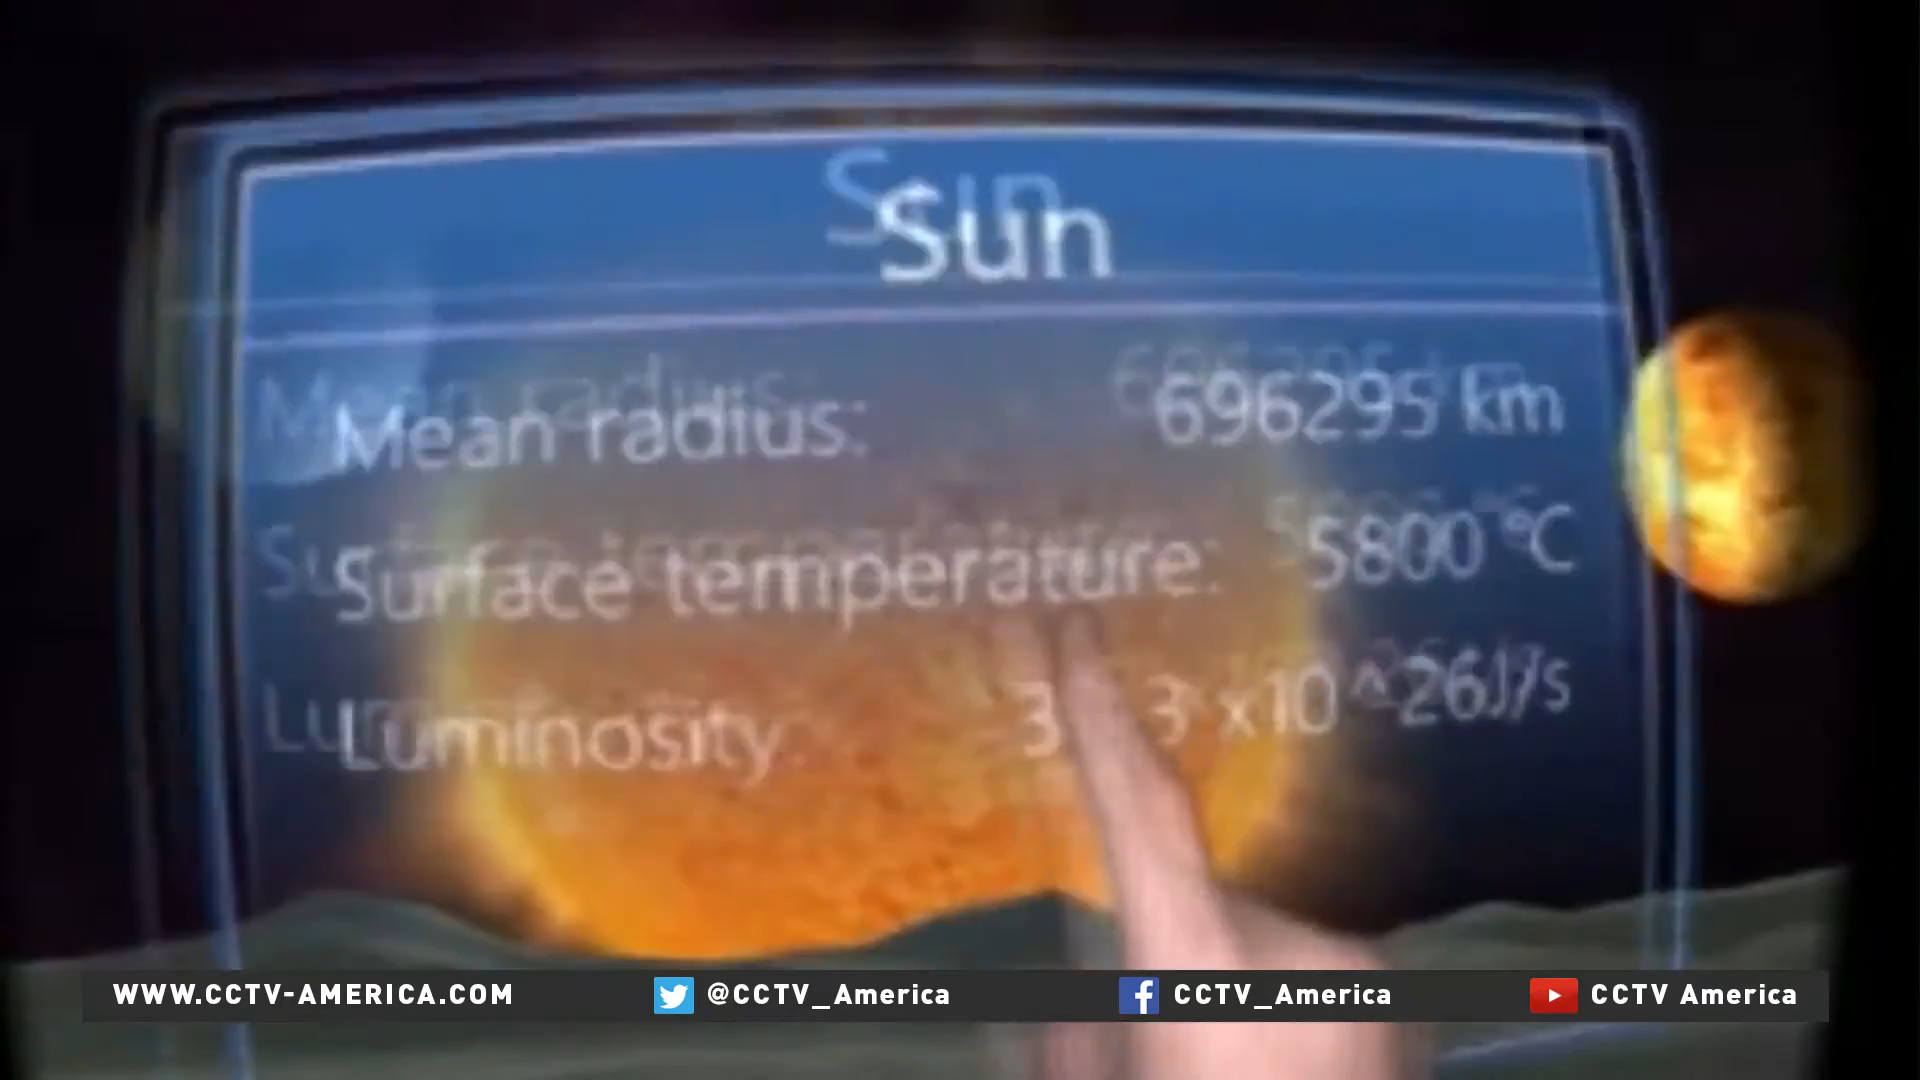 Sun
Mean radius: 696295 km
Surface temperature: 5800 °C
Luminosity: 3 3 x10^26J/s
WWW.CCTV-AMERICA.COM @CCTV_America CCTV_America CCTV America